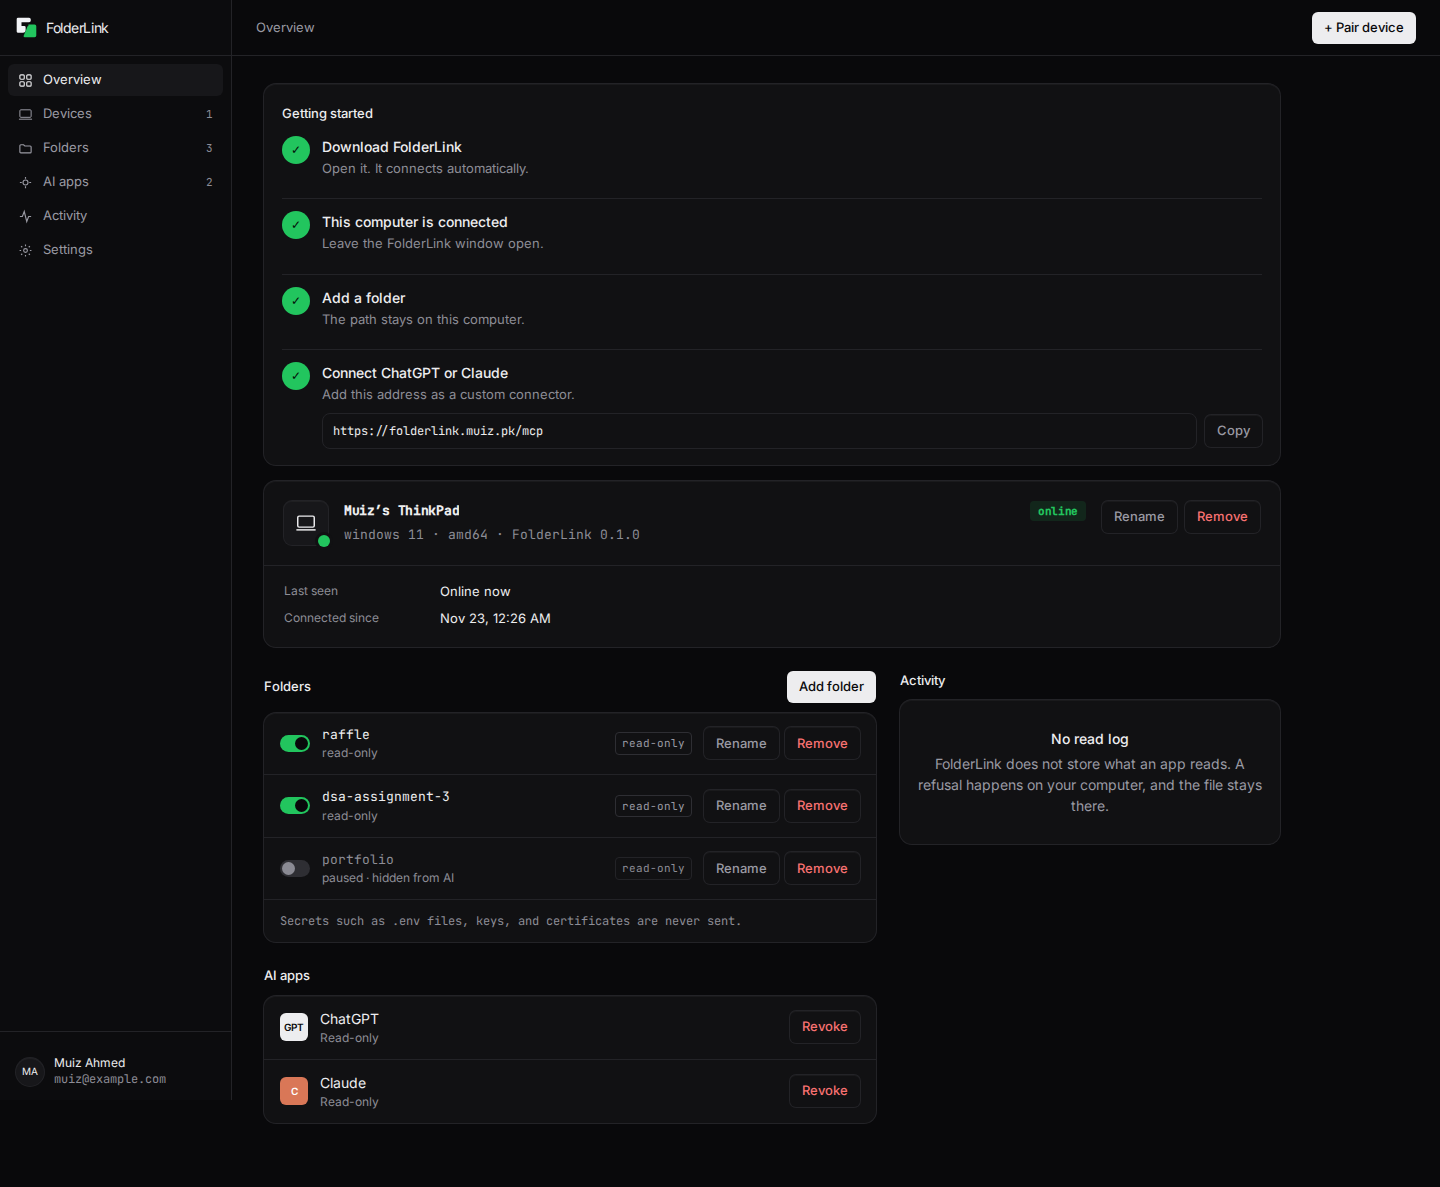 FolderLink
Overview
+ Pair device
Overview
Devices 1
Folders 3
AI apps 2
Activity
Settings
Getting started
✓ Download FolderLink
Open it. It connects automatically.
✓ This computer is connected
Leave the FolderLink window open.
✓ Add a folder
The path stays on this computer.
✓ Connect ChatGPT or Claude
Add this address as a custom connector.
https://folderlink.muiz.pk/mcp Copy
Muiz’s ThinkPad online Rename Remove
windows 11 · amd64 · FolderLink 0.1.0
Last seen Online now
Connected since Nov 23, 12:26 AM
Folders Add folder
raffle read-only Rename Remove
read-only
dsa-assignment-3 read-only Rename Remove
read-only
portfolio read-only Rename Remove
paused · hidden from AI
Secrets such as .env files, keys, and certificates are never sent.
Activity
No read log
FolderLink does not store what an app reads. A
refusal happens on your computer, and the file stays
there.
AI apps
GPT ChatGPT Revoke
Read-only
C Claude Revoke
Read-only
MA Muiz Ahmed
muiz@example.com